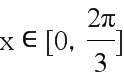 x ∈ [0, 2π/3]